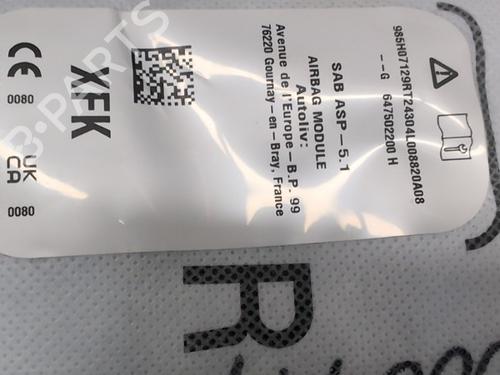 985H07129RT24304L008820A08
--G 647502200 H
SAB ASP-5.1
AIRBAG MODULE
Autoliv:
Avenue de l'Europe-B.P. 99
76220 Gournay-en-Bray, France
XFK
CE
0080
UK
CA
0080
B-PARTS
R